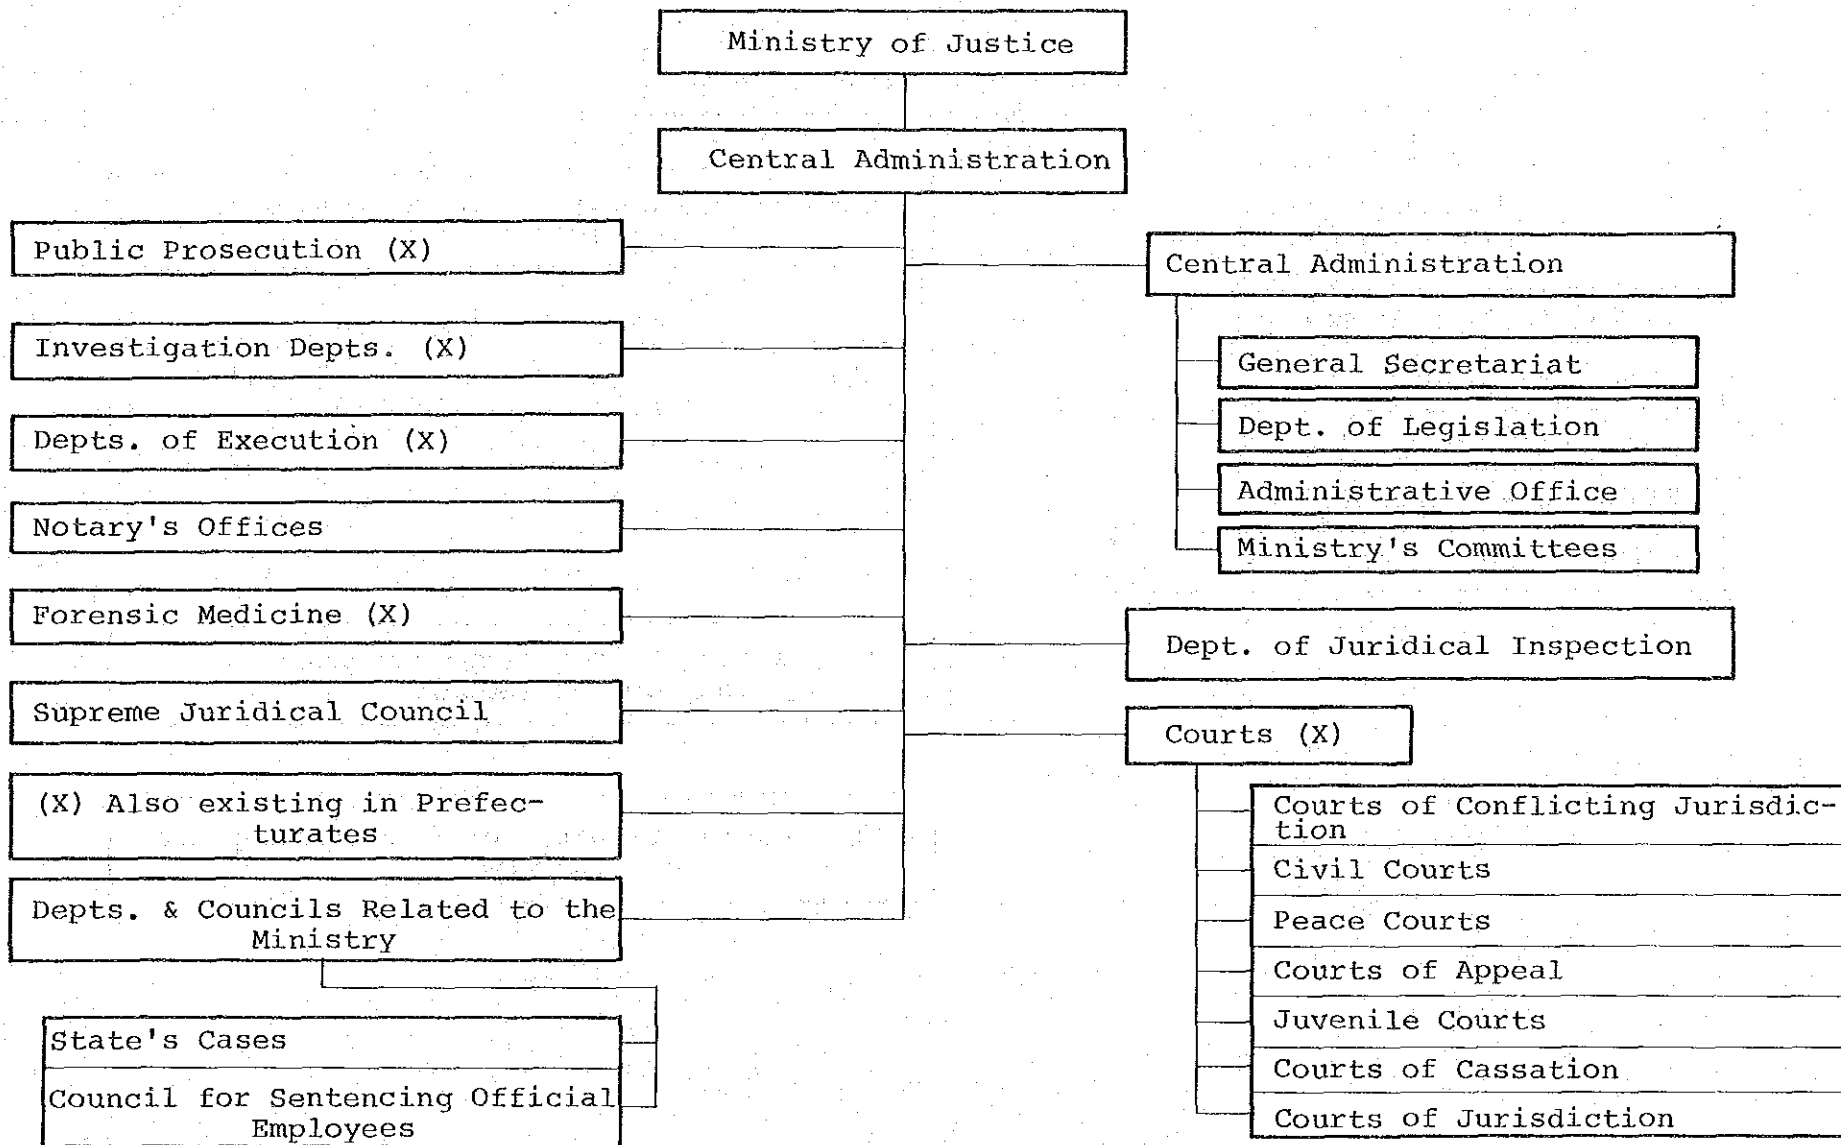 Ministry of Justice
Central Administration
Public Prosecution (X)
Investigation Depts. (X)
Depts. of Execution (X)
Notary's Offices
Forensic Medicine (X)
Supreme Juridical Council
(X) Also existing in Prefec-
turates
Depts. & Councils Related to the
Ministry
State's Cases
Council for Sentencing Official
Employees
Central Administration
General Secretariat
Dept. of Legislation
Administrative Office
Ministry's Committees
Dept. of Juridical Inspection
Courts (X)
Courts of Conflicting Jurisdic-
tion
Civil Courts
Peace Courts
Courts of Appeal
Juvenile Courts
Courts of Cassation
Courts of Jurisdiction